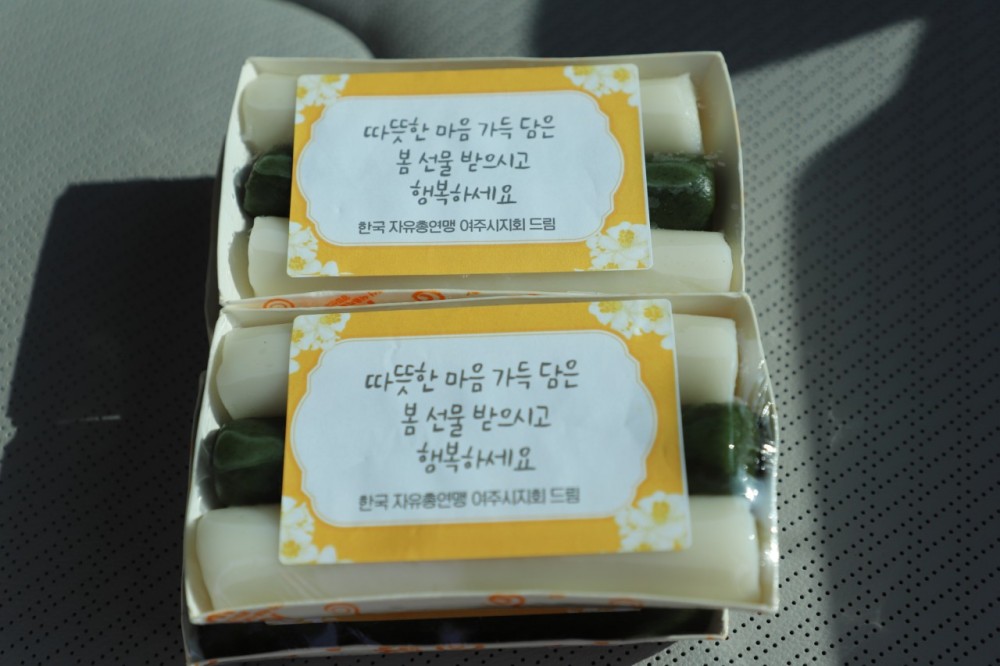 따뜻한 마음 가득 담은
봄 선물 받으시고
행복하세요
한국 자유총연맹 여주시지회 드림
따뜻한 마음 가득 담은
봄 선물 받으시고
행복하세요
한국 자유총연맹 여주시지회 드림